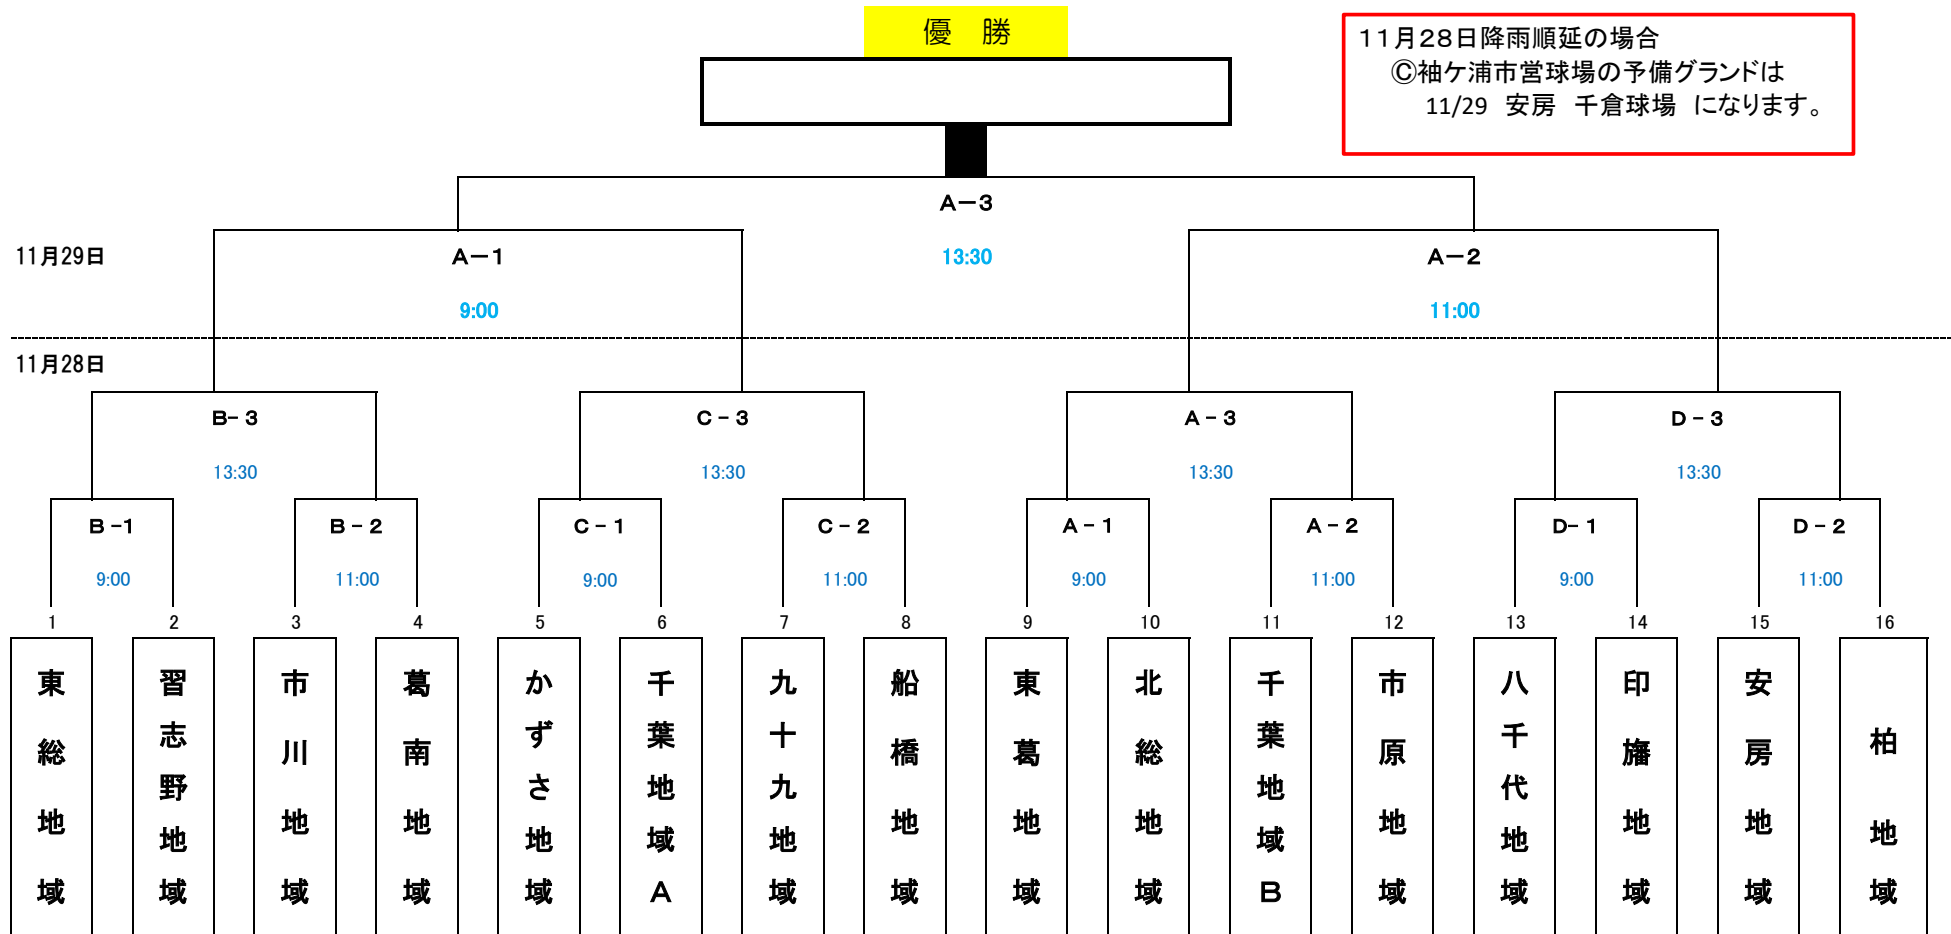 優　勝
11月28日降雨順延の場合
Ⓒ袖ケ浦市営球場の予備グランドは
11/29　安房　千倉球場　になります。
A－3
11月29日
A－1
13:30
A－2
9:00
11:00
11月28日
B- 3
C - 3
A - 3
D - 3
13:30
13:30
13:30
13:30
B -1
B - 2
C - 1
C - 2
A - 1
A - 2
D- 1
D - 2
9:00
11:00
9:00
11:00
9:00
11:00
9:00
11:00
1
2
3
4
5
6
7
8
9
10
11
12
13
14
15
16
東総地域
習志野地域
市川地域
葛南地域
かずさ地域
千葉地域A
九十九地域
船橋地域
東葛地域
北総地域
千葉地域B
市原地域
八千代地域
印旛地域
安房地域
柏地域